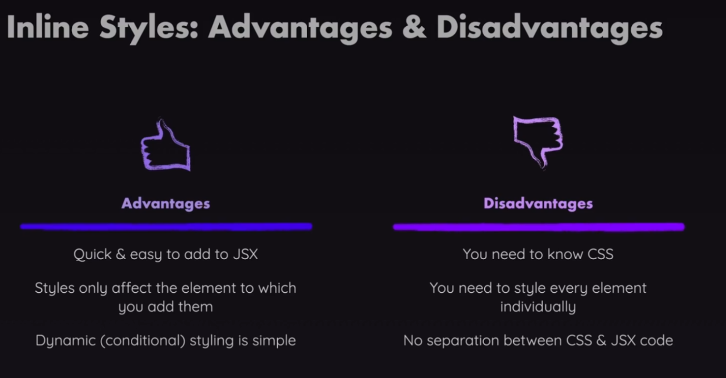 Inline Styles: Advantages & Disadvantages
Advantages
Quick & easy to add to JSX
Styles only affect the element to which
you add them
Dynamic (conditional) styling is simple
Disadvantages
You need to know CSS
You need to style every element
individually
No separation between CSS & JSX code